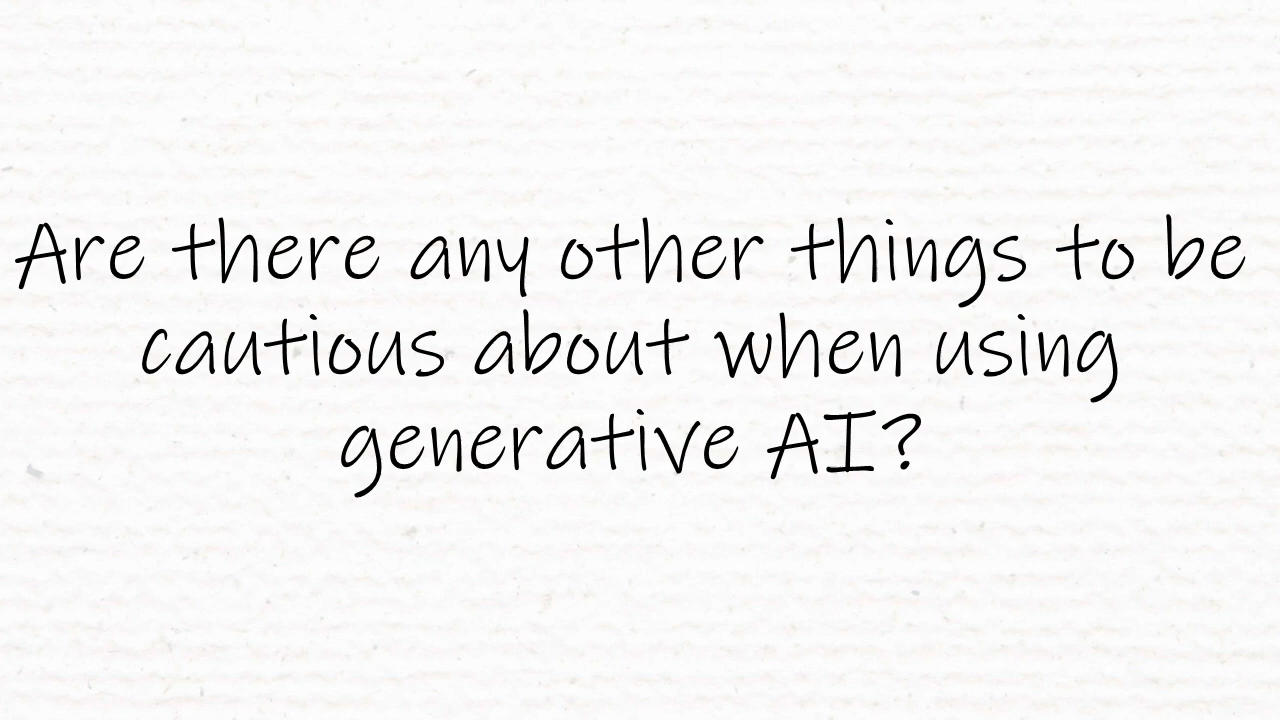 Are there any other things to be
cautious about when using
generative AI?